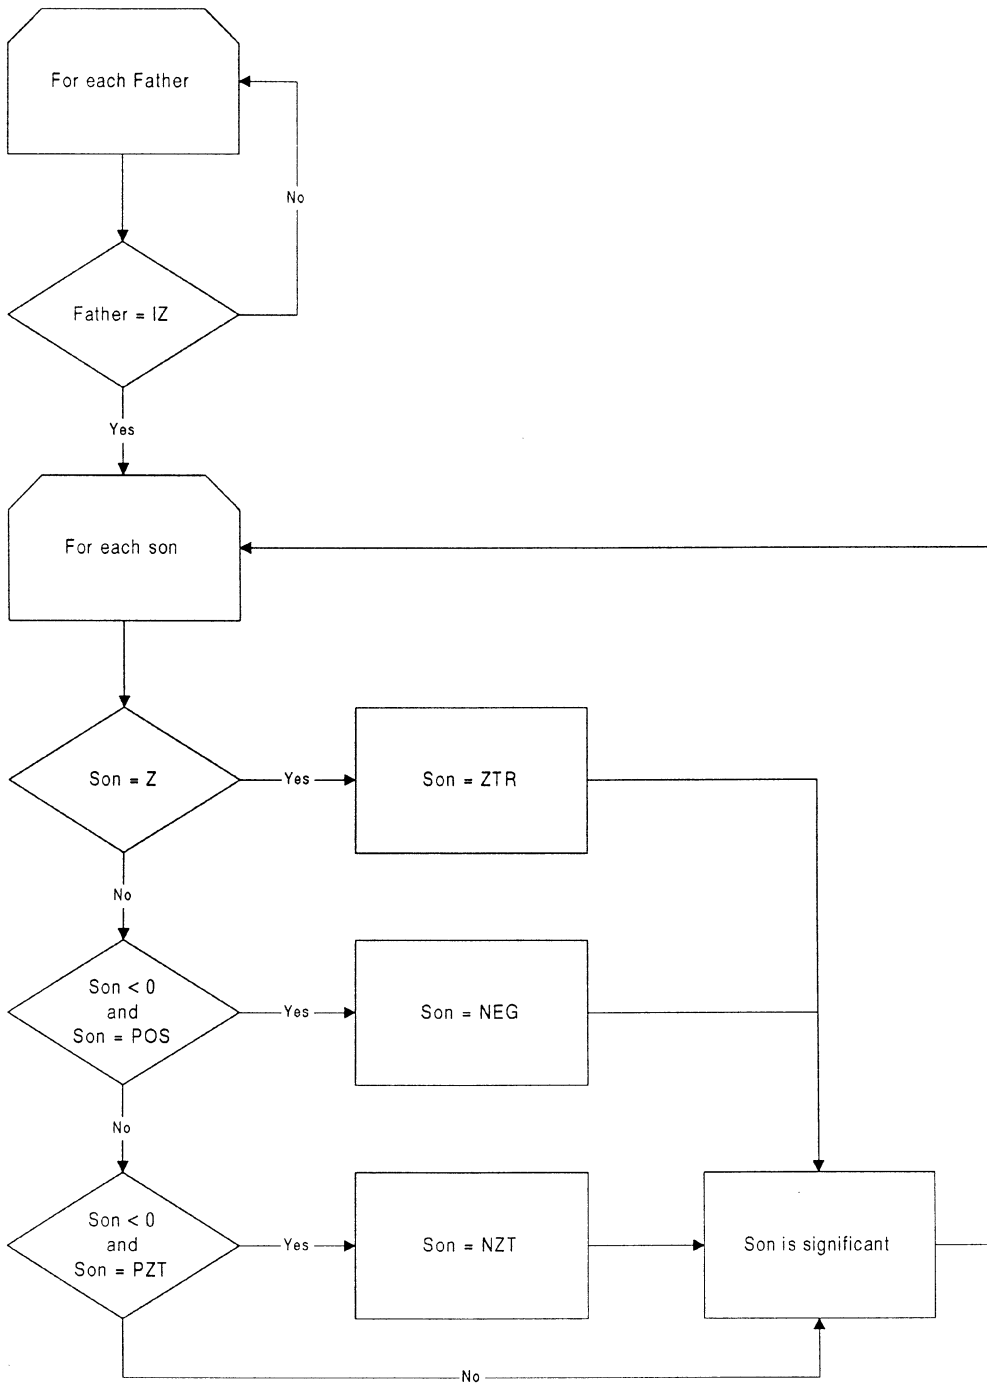 For each Father
No
Father = IZ
Yes
For each son
Son = Z
Yes
Son = ZTR
No
Son < 0
and
Son = POS
Yes
Son = NEG
No
Son < 0
and
Son = PZT
Yes
Son = NZT
Son is significant
No